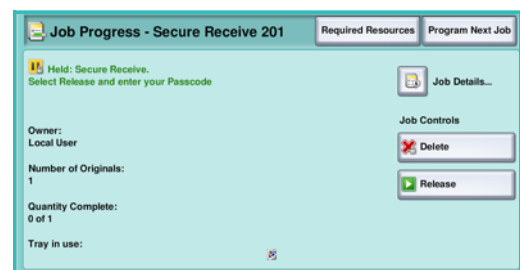 Job Progress - Secure Receive 201
Required Resources
Program Next Job
Held: Secure Receive.
Select Release and enter your Passcode
Job Details...
Job Controls
Owner:
Local User
Delete
Number of Originals:
1
Release
Quantity Complete:
0 of 1
Tray in use: